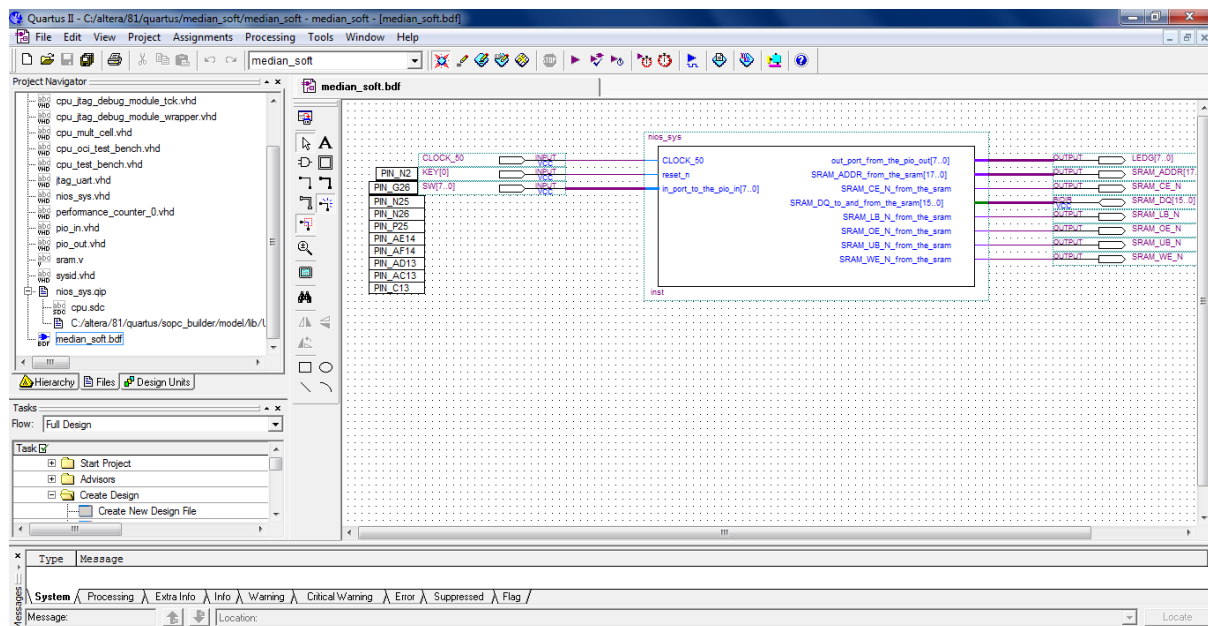 Quartus II - C:/altera/81/quartus/median_soft/median_soft - median_soft - [median_soft.bdf]
File Edit View Project Assignments Processing Tools Window Help
median_soft
Project Navigator
cpu_jtag_debug_module_tck.vhd
cpu_jtag_debug_module_wrapper.vhd
cpu_mult_cell.vhd
cpu_oci_test_bench.vhd
cpu_test_bench.vhd
jtag_uart.vhd
nios_sys.vhd
performance_counter_0.vhd
pio_in.vhd
pio_out.vhd
sram.v
sysid.vhd
nios_sys.qip
cpu.sdc
C:/altera/81/quartus/sopc_builder/model/lib/
median_soft.bdf
Hierarchy Files Design Units
Tasks
Flow: Full Design
Task
Start Project
Advisors
Create Design
Create New Design File
median_soft.bdf
nios_sys
CLOCK_50 INPUT VCC
KEY[0] INPUT VCC
SW[7..0] INPUT VCC
PIN_N2
PIN_G26
PIN_N25
PIN_N26
PIN_P25
PIN_AE14
PIN_AF14
PIN_AD13
PIN_AC13
PIN_C13
CLOCK_50 out_port_from_the_pio_out[7..0]
reset_n SRAM_ADDR_from_the_sram[17..0]
in_port_to_the_pio_in[7..0] SRAM_CE_N_from_the_sram
SRAM_DQ_to_and_from_the_sram[15..0]
SRAM_LB_N_from_the_sram
SRAM_OE_N_from_the_sram
SRAM_UB_N_from_the_sram
SRAM_WE_N_from_the_sram
inst
OUTPUT LEDG[7..0]
OUTPUT SRAM_ADDR[17.
OUTPUT SRAM_CE_N
BIDIR VCC SRAM_DQ[15..0]
OUTPUT SRAM_LB_N
OUTPUT SRAM_OE_N
OUTPUT SRAM_UB_N
OUTPUT SRAM_WE_N
Type Message
System Processing Extra Info Info Warning Critical Warning Error Suppressed Flag
Messages
Message: Location: Locate